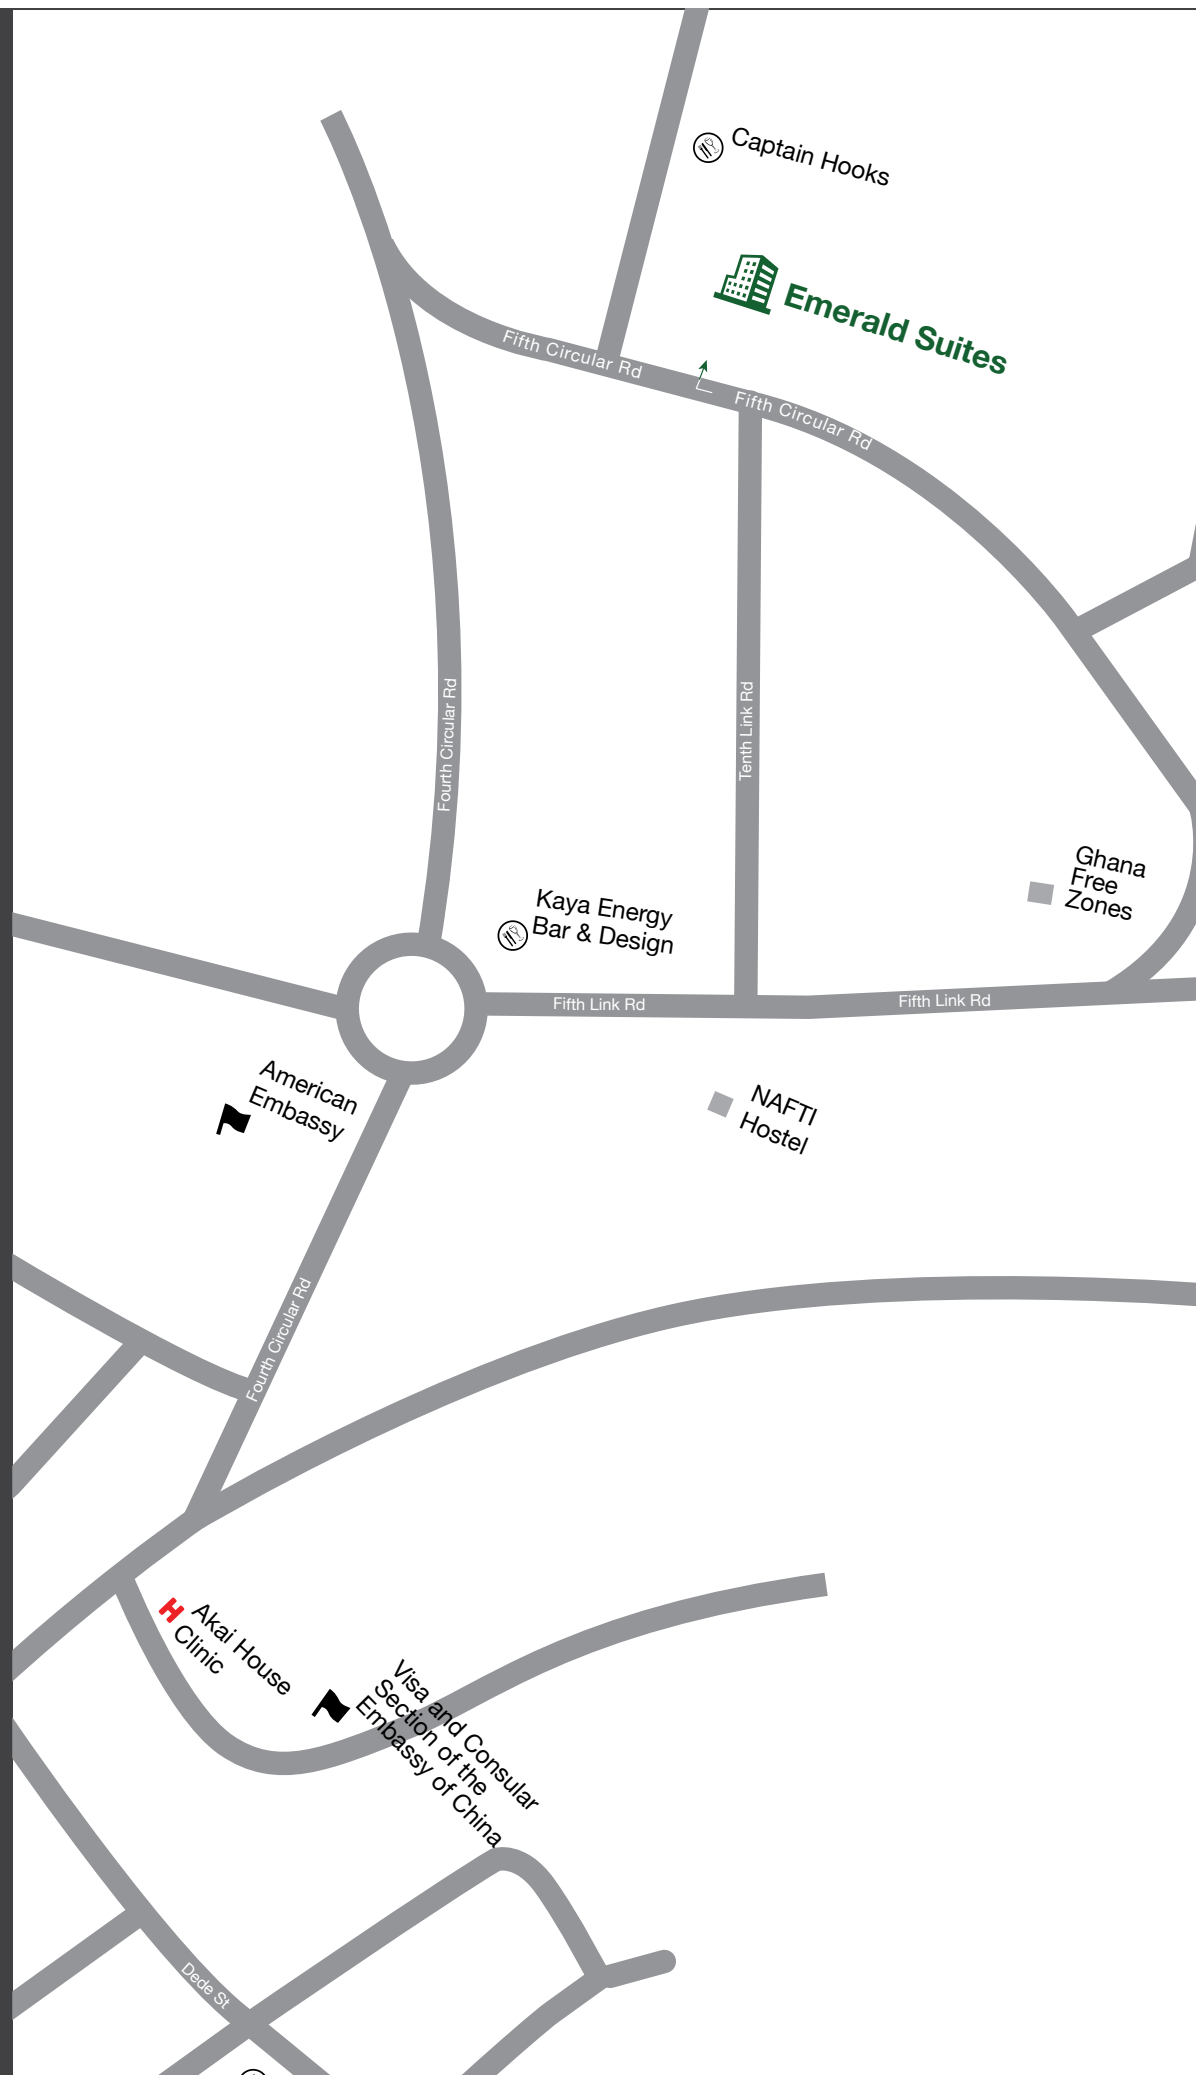 Captain Hooks
Emerald Suites
Fifth Circular Rd
Fifth Circular Rd
Fourth Circular Rd
Tenth Link Rd
Ghana
Free
Zones
Kaya Energy
Bar & Design
Fifth Link Rd
Fifth Link Rd
American
Embassy
NAFTI
Hostel
Fourth Circular Rd
H
Akai House
Clinic
Visa and Consular
Section of the
Embassy of China
Dede St